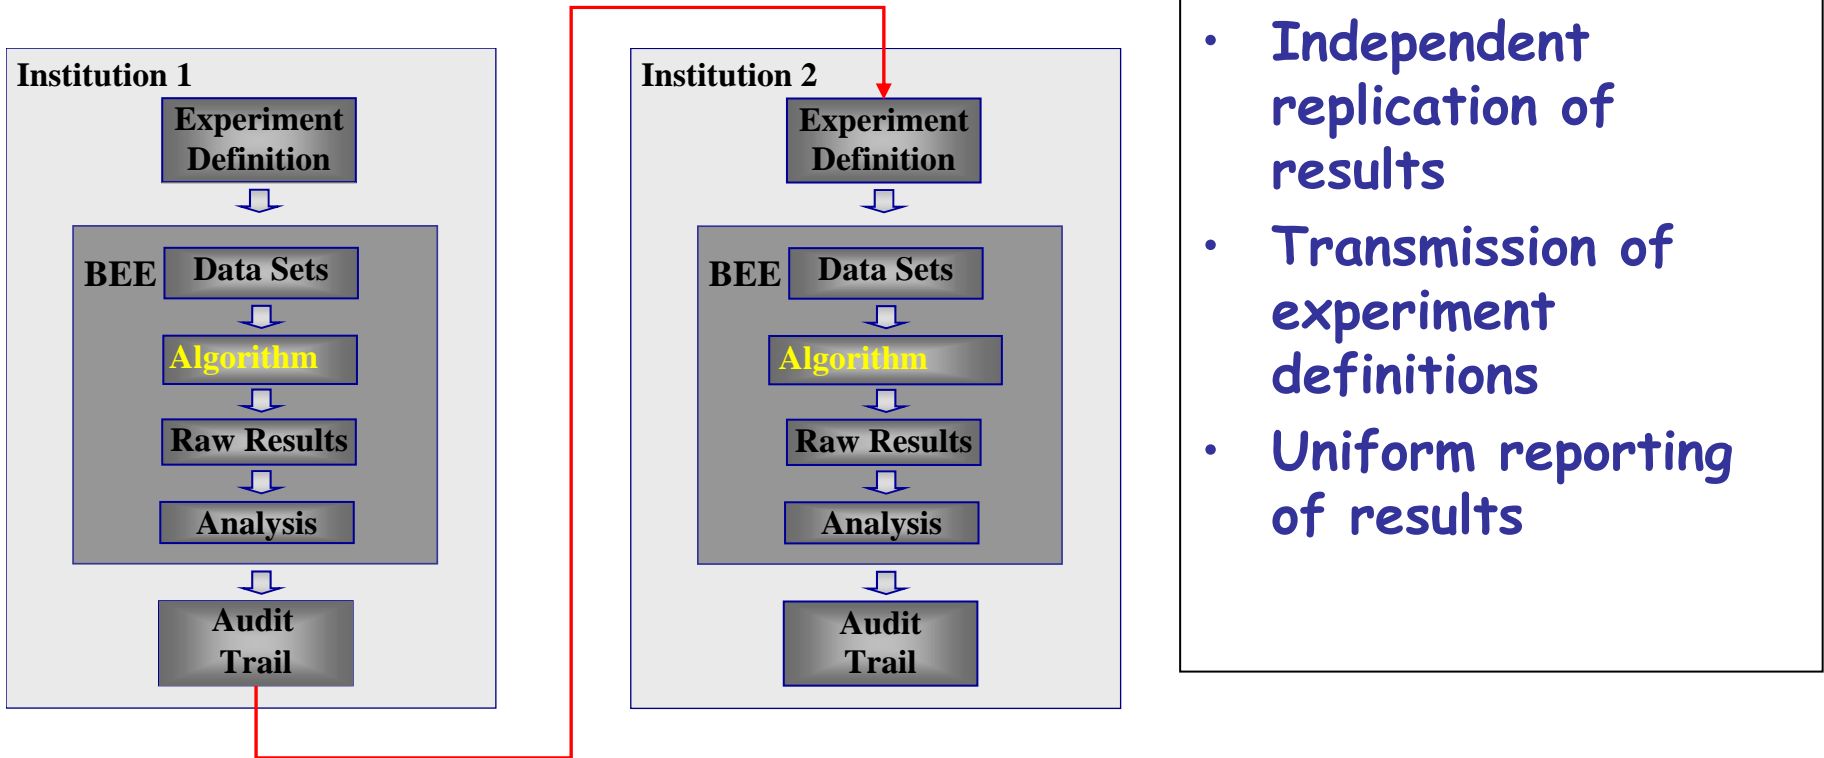 Institution 1
Experiment
Definition
BEE
Data Sets
Algorithm
Raw Results
Analysis
Audit
Trail
Institution 2
Experiment
Definition
BEE
Data Sets
Algorithm
Raw Results
Analysis
Audit
Trail
• Independent
replication of
results
• Transmission of
experiment
definitions
• Uniform reporting
of results